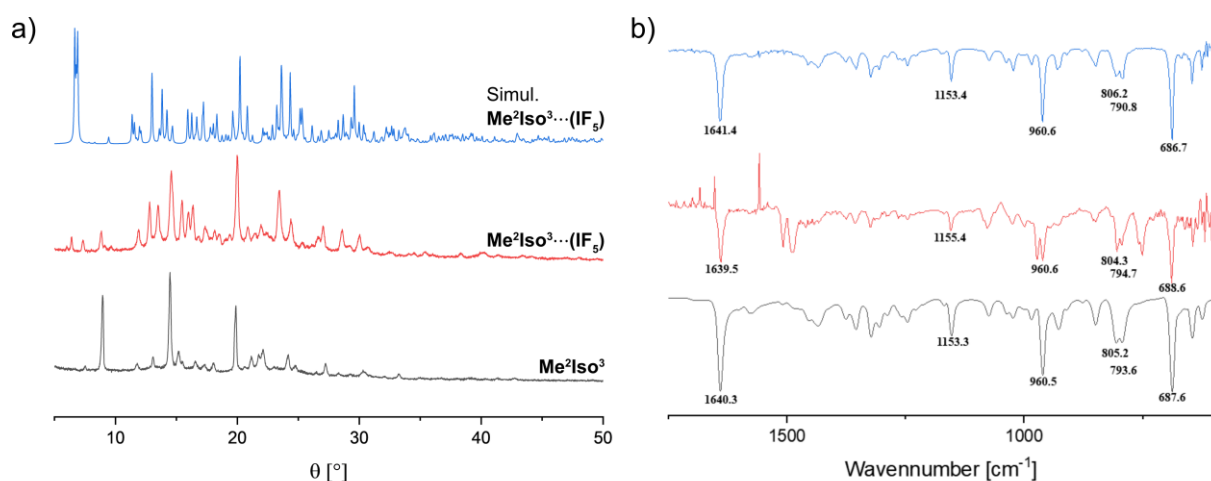 a)
Simul.
Me²Iso³···(IF₅)
Me²Iso³···(IF₅)
Me²Iso³
10 20 30 40 50
θ [°]
b)
1641.4
1153.4
960.6
806.2
790.8
686.7
1639.5
1155.4
960.6
804.3
794.7
688.6
1640.3
1153.3
960.5
805.2
793.6
687.6
1500 1000
Wavennumber [cm⁻¹]